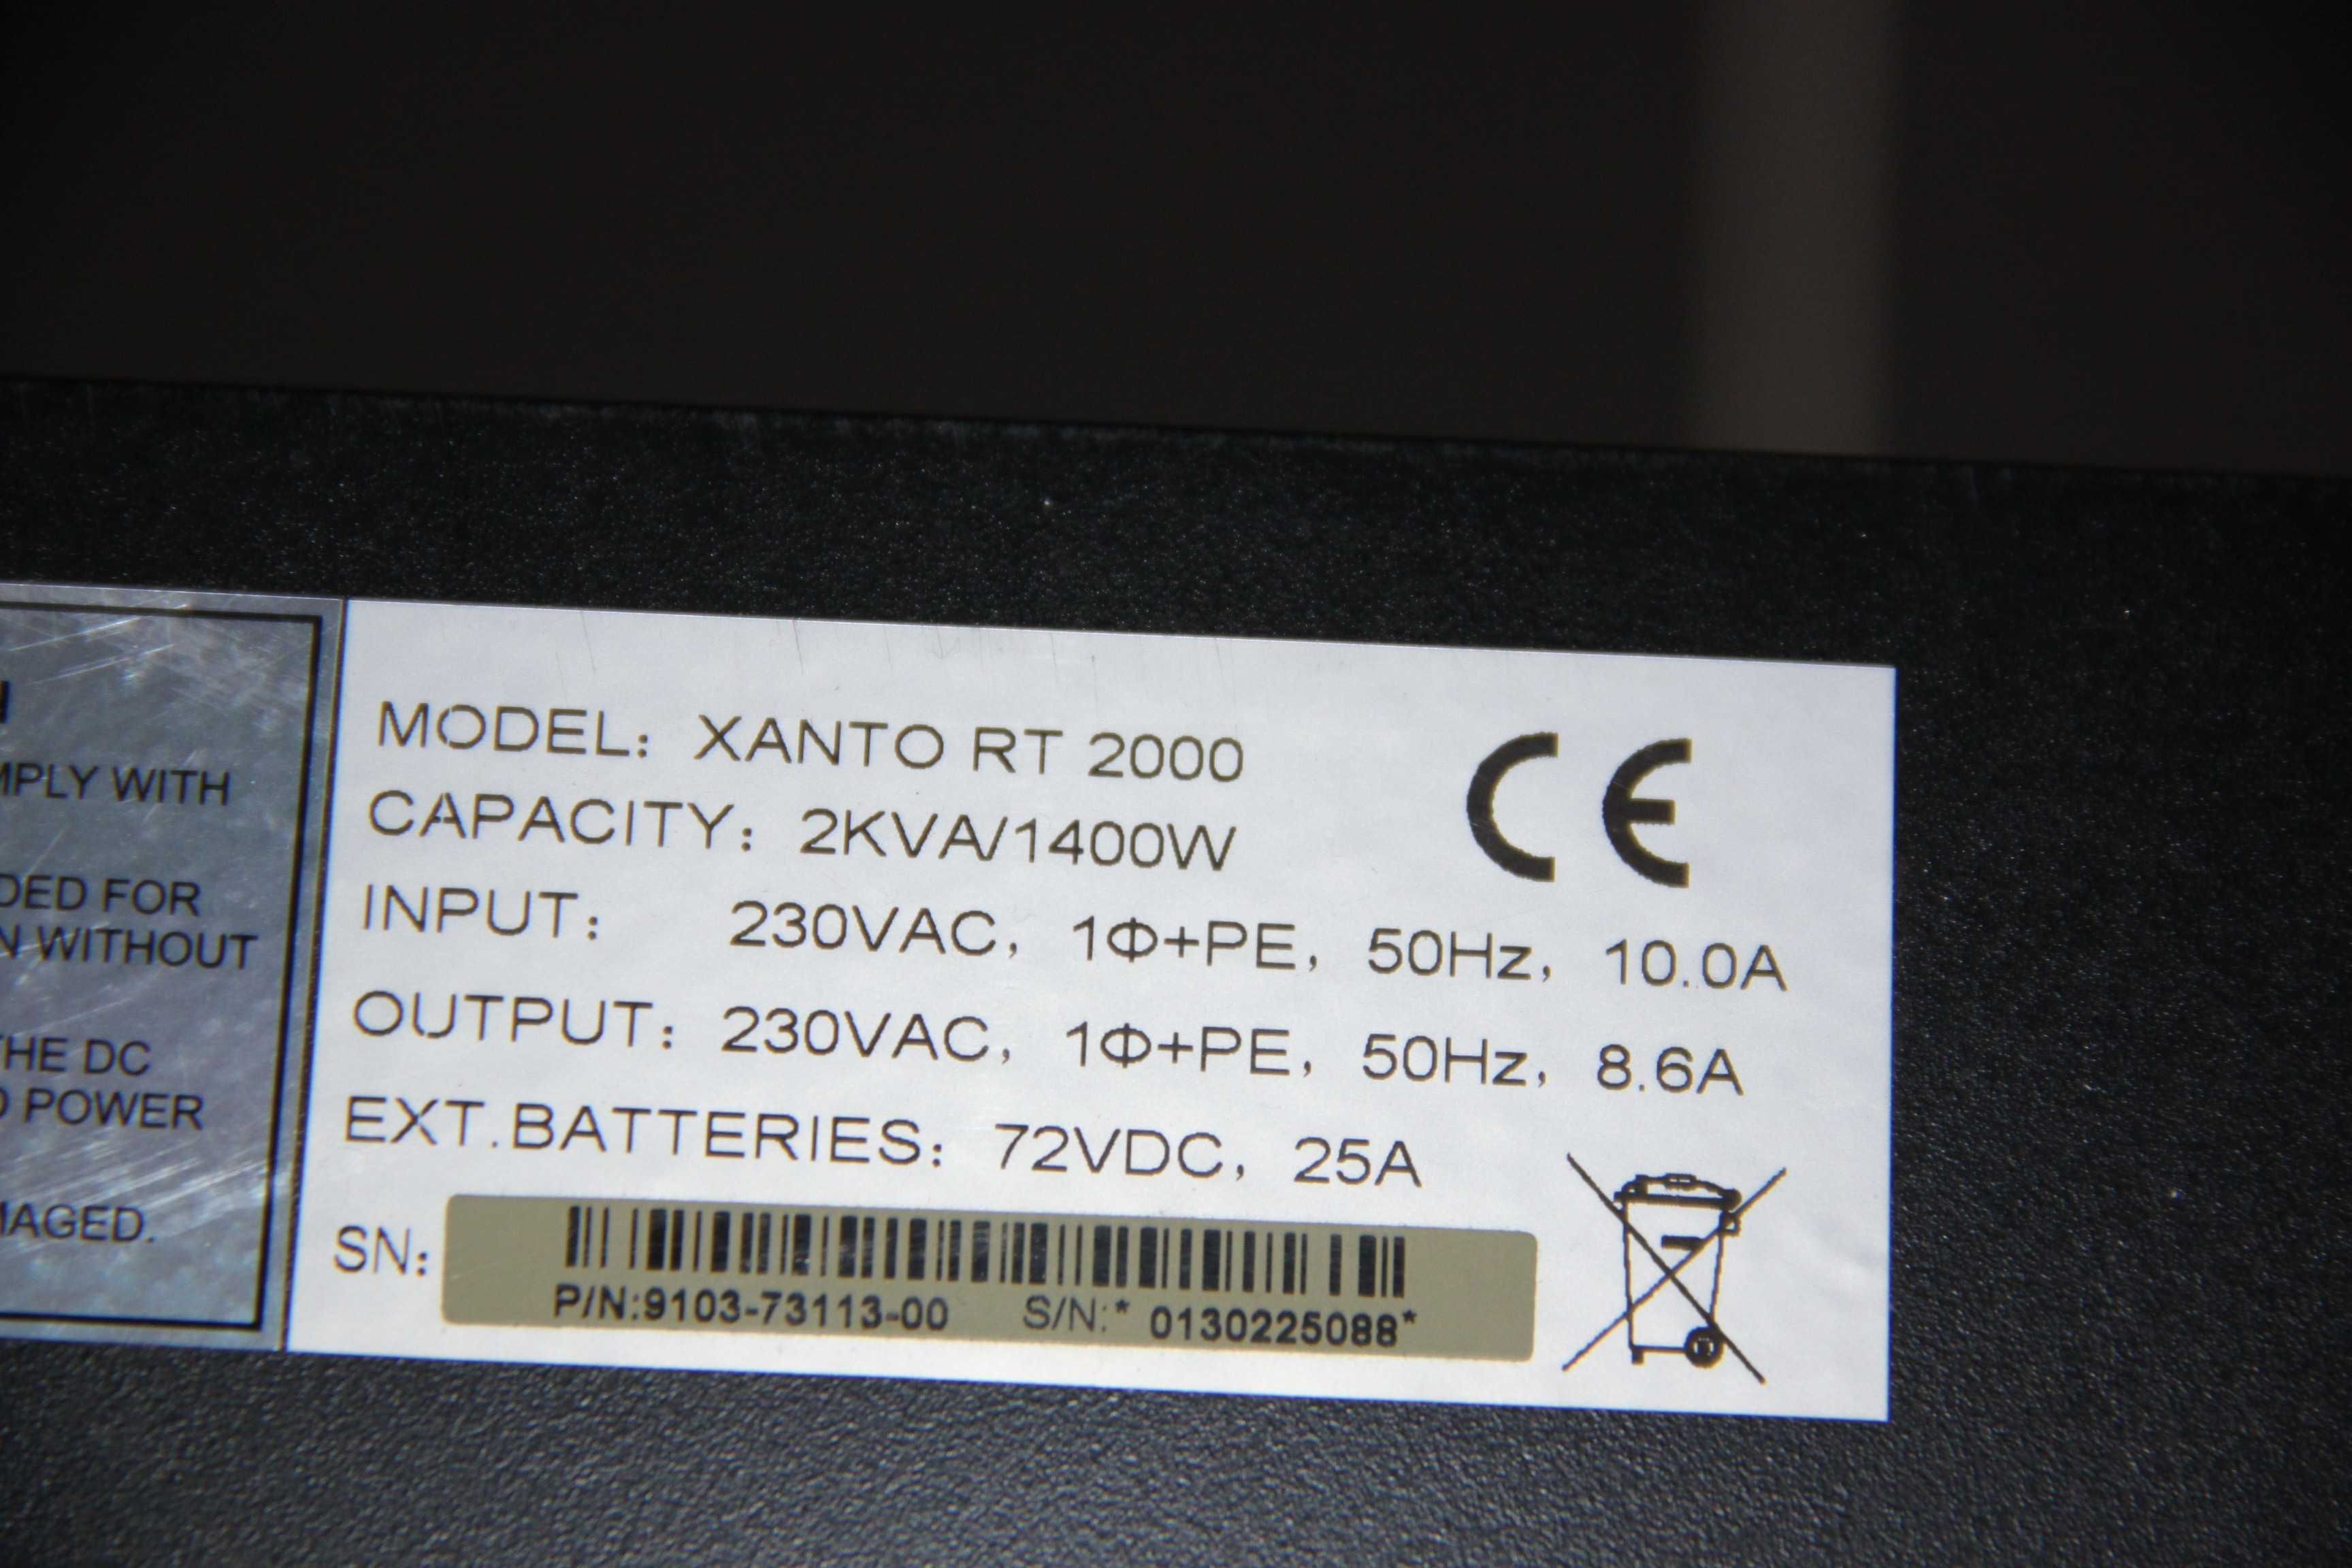 MPLY WITH
DED FOR
N WITHOUT
THE DC
D POWER
MAGED.
MODEL: XANTO RT 2000
CAPACITY: 2KVA/1400W
INPUT: 230VAC, 1Φ+PE, 50Hz, 10.0A
OUTPUT: 230VAC, 1Φ+PE, 50Hz, 8.6A
EXT.BATTERIES: 72VDC, 25A
SN:
P/N:9103-73113-00 S/N:* 0130225088*
CE